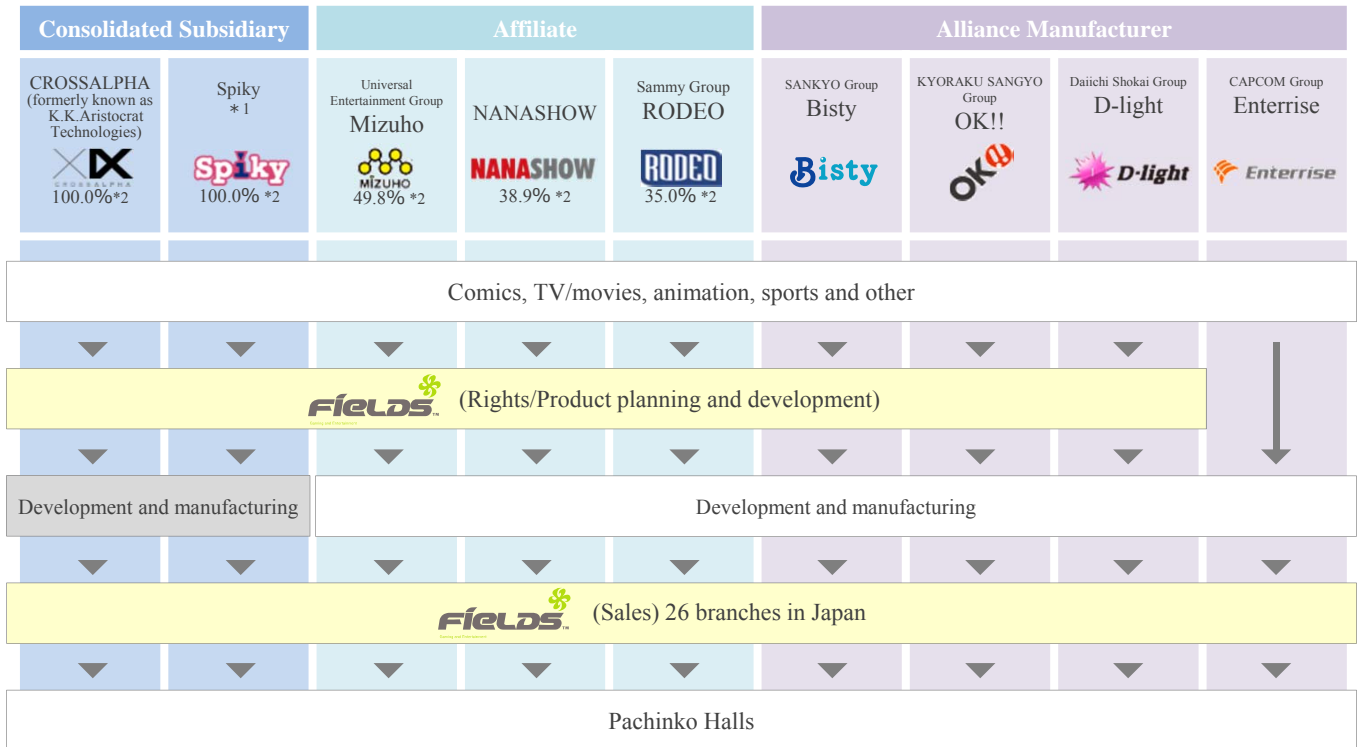 Consolidated Subsidiary
Affiliate
Alliance Manufacturer
CROSSALPHA
(formerly known as
K.K.Aristocrat
Technologies)
CROSSALPHA
100.0%*2
Spiky
＊1
Spiky
100.0% *2
Universal
Entertainment Group
Mizuho
MIZUHO
49.8% *2
NANASHOW
NANASHOW
38.9% *2
Sammy Group
RODEO
RODEO
35.0% *2
SANKYO Group
Bisty
Bisty
KYORAKU SANGYO
Group
OK!!
OK!!
Daiichi Shokai Group
D-light
D-light
CAPCOM Group
Enterrise
Enterrise
Comics, TV/movies, animation, sports and other
FIELDS™ (Rights/Product planning and development)
Development and manufacturing
Development and manufacturing
FIELDS™ (Sales) 26 branches in Japan
Pachinko Halls